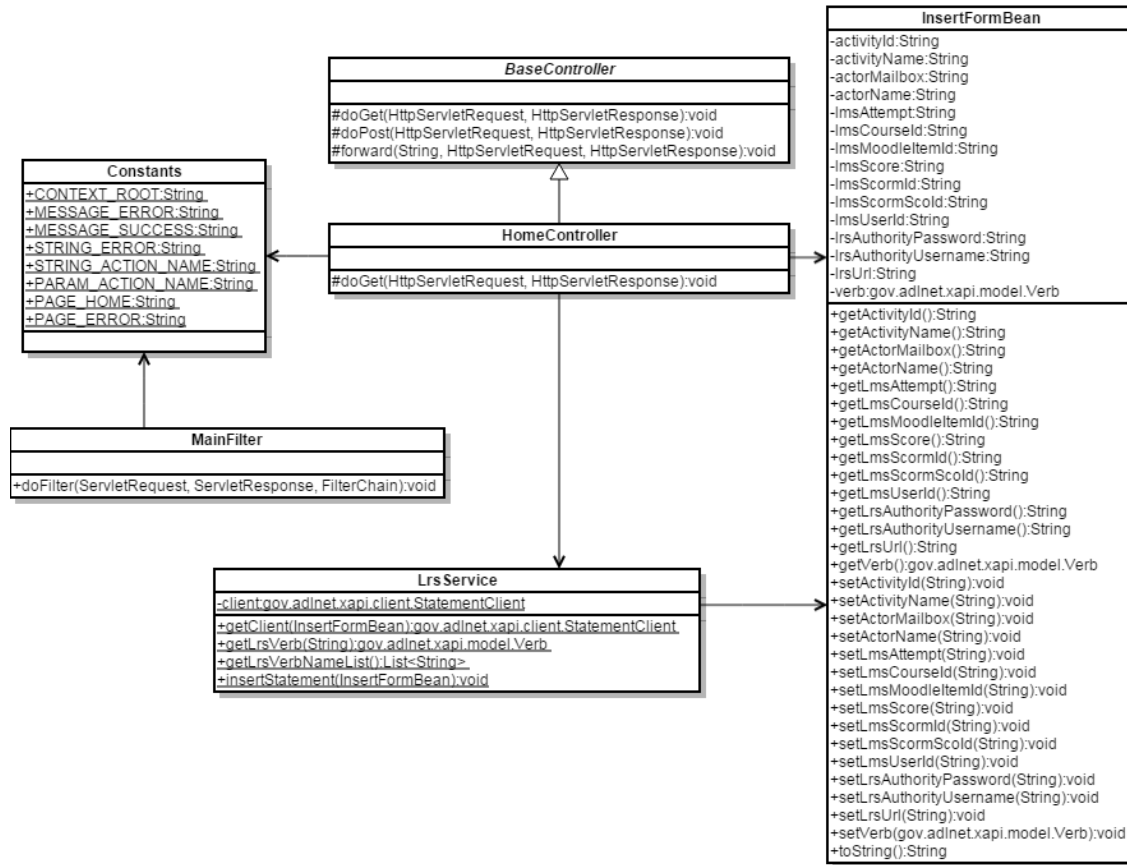 BaseController
#doGet(HttpServletRequest, HttpServletResponse):void
#doPost(HttpServletRequest, HttpServletResponse):void
#forward(String, HttpServletRequest, HttpServletResponse):void
Constants
+CONTEXT_ROOT:String
+MESSAGE_ERROR:String
+MESSAGE_SUCCESS:String
+STRING_ERROR:String
+STRING_ACTION_NAME:String
+PARAM_ACTION_NAME:String
+PAGE_HOME:String
+PAGE_ERROR:String
HomeController
#doGet(HttpServletRequest, HttpServletResponse):void
MainFilter
+doFilter(ServletRequest, ServletResponse, FilterChain):void
LrsService
-client:gov.adlnet.xapi.client.StatementClient
+getClient(InsertFormBean):gov.adlnet.xapi.client.StatementClient
+getLrsVerb(String):gov.adlnet.xapi.model.Verb
+getLrsVerbNameList():List<String>
+insertStatement(InsertFormBean):void
InsertFormBean
-activityId:String
-activityName:String
-actorMailbox:String
-actorName:String
-lmsAttempt:String
-lmsCourseId:String
-lmsMoodleItemId:String
-lmsScore:String
-lmsScormId:String
-lmsScormScoId:String
-lmsUserId:String
-lrsAuthorityPassword:String
-lrsAuthorityUsername:String
-lrsUrl:String
-verb:gov.adlnet.xapi.model.Verb
+getActivityId():String
+getActivityName():String
+getActorMailbox():String
+getActorName():String
+getLmsAttempt():String
+getLmsCourseId():String
+getLmsMoodleItemId():String
+getLmsScore():String
+getLmsScormId():String
+getLmsScormScoId():String
+getLmsUserId():String
+getLrsAuthorityPassword():String
+getLrsAuthorityUsername():String
+getLrsUrl():String
+getVerb():gov.adlnet.xapi.model.Verb
+setActivityId(String):void
+setActivityName(String):void
+setActorMailbox(String):void
+setActorName(String):void
+setLmsAttempt(String):void
+setLmsCourseId(String):void
+setLmsMoodleItemId(String):void
+setLmsScore(String):void
+setLmsScormId(String):void
+setLmsScormScoId(String):void
+setLmsUserId(String):void
+setLrsAuthorityPassword(String):void
+setLrsAuthorityUsername(String):void
+setLrsUrl(String):void
+setVerb(gov.adlnet.xapi.model.Verb):void
+toString():String